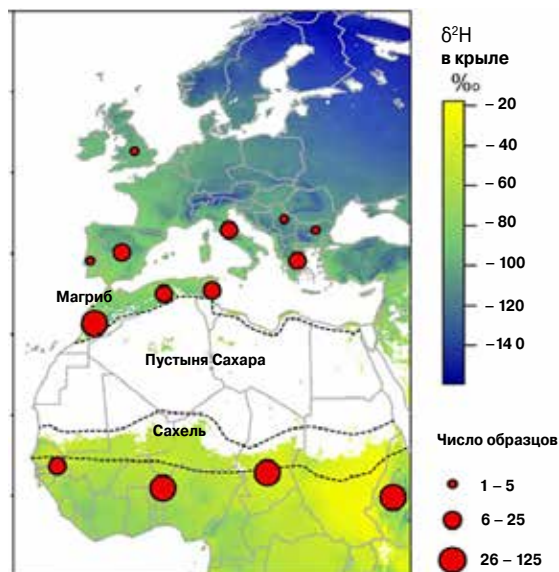 δ²H
в крыле
‰
– 20
– 40
– 60
– 80
– 100
– 120
–14 0
Магриб
Пустыня Сахара
Сахель
Число образцов
1 – 5
6 – 25
26 – 125